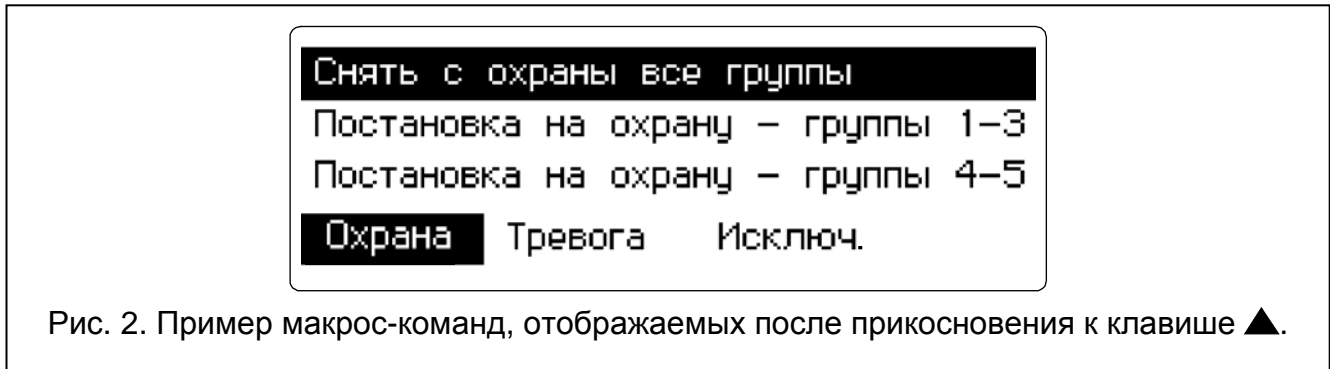 Снять с охраны все группы
Постановка на охрану – группы 1–3
Постановка на охрану – группы 4–5
Охрана Тревога Исключ.
Рис. 2. Пример макрос-команд, отображаемых после прикосновения к клавише ▲.